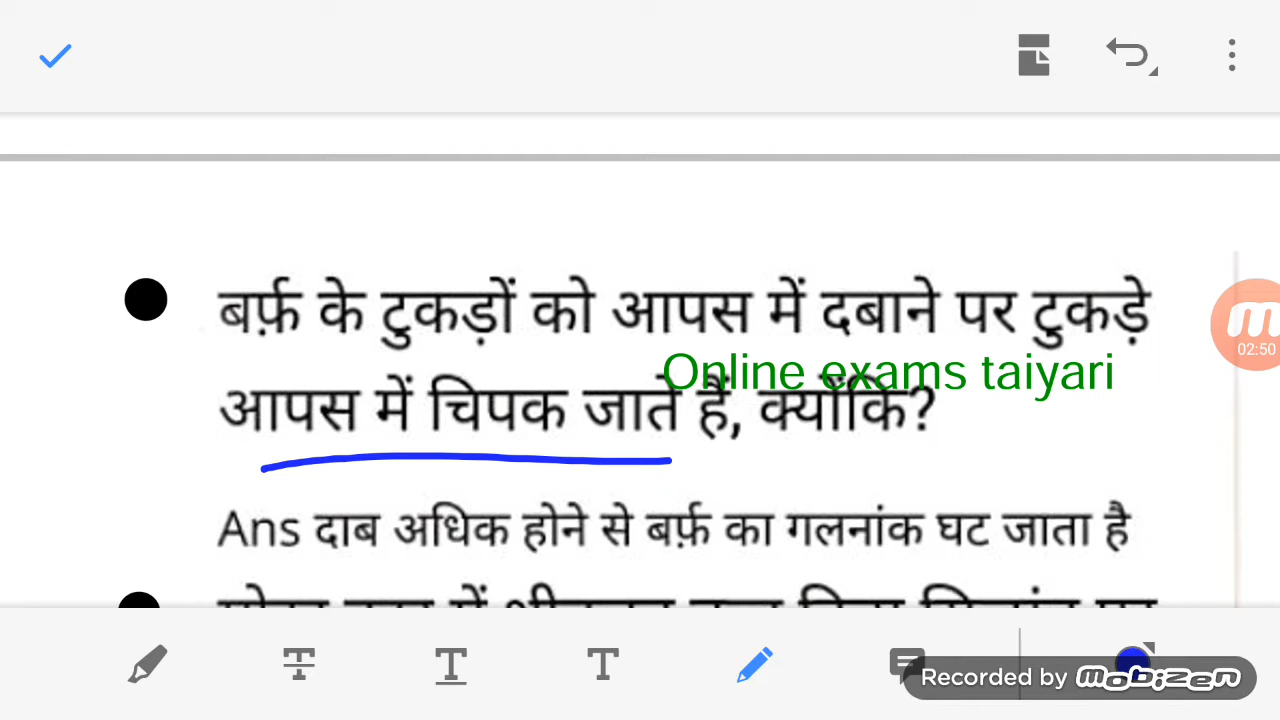 02:50
बर्फ़ के टुकड़ों को आपस में दबाने पर टुकड़े
Online exams taiyari
आपस में चिपक जाते हैं, क्योंकि?
Ans दाब अधिक होने से बर्फ़ का गलनांक घट जाता है
Recorded by mobizen